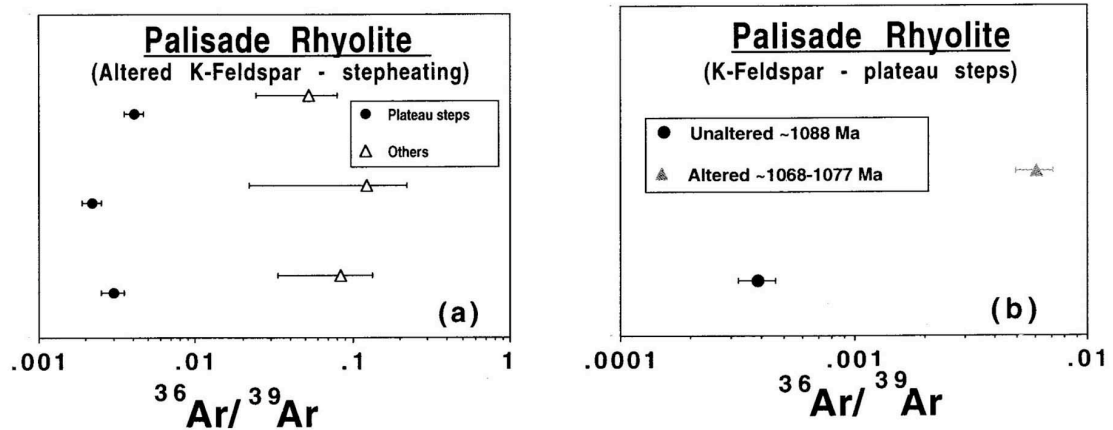 Palisade Rhyolite
(Altered K-Feldspar - stepheating)
Plateau steps
Others
(a)
.001 .01 .1 1
36Ar/ 39Ar
Palisade Rhyolite
(K-Feldspar - plateau steps)
Unaltered ~1088 Ma
Altered ~1068-1077 Ma
(b)
.0001 .001 .01
36Ar/ 39Ar